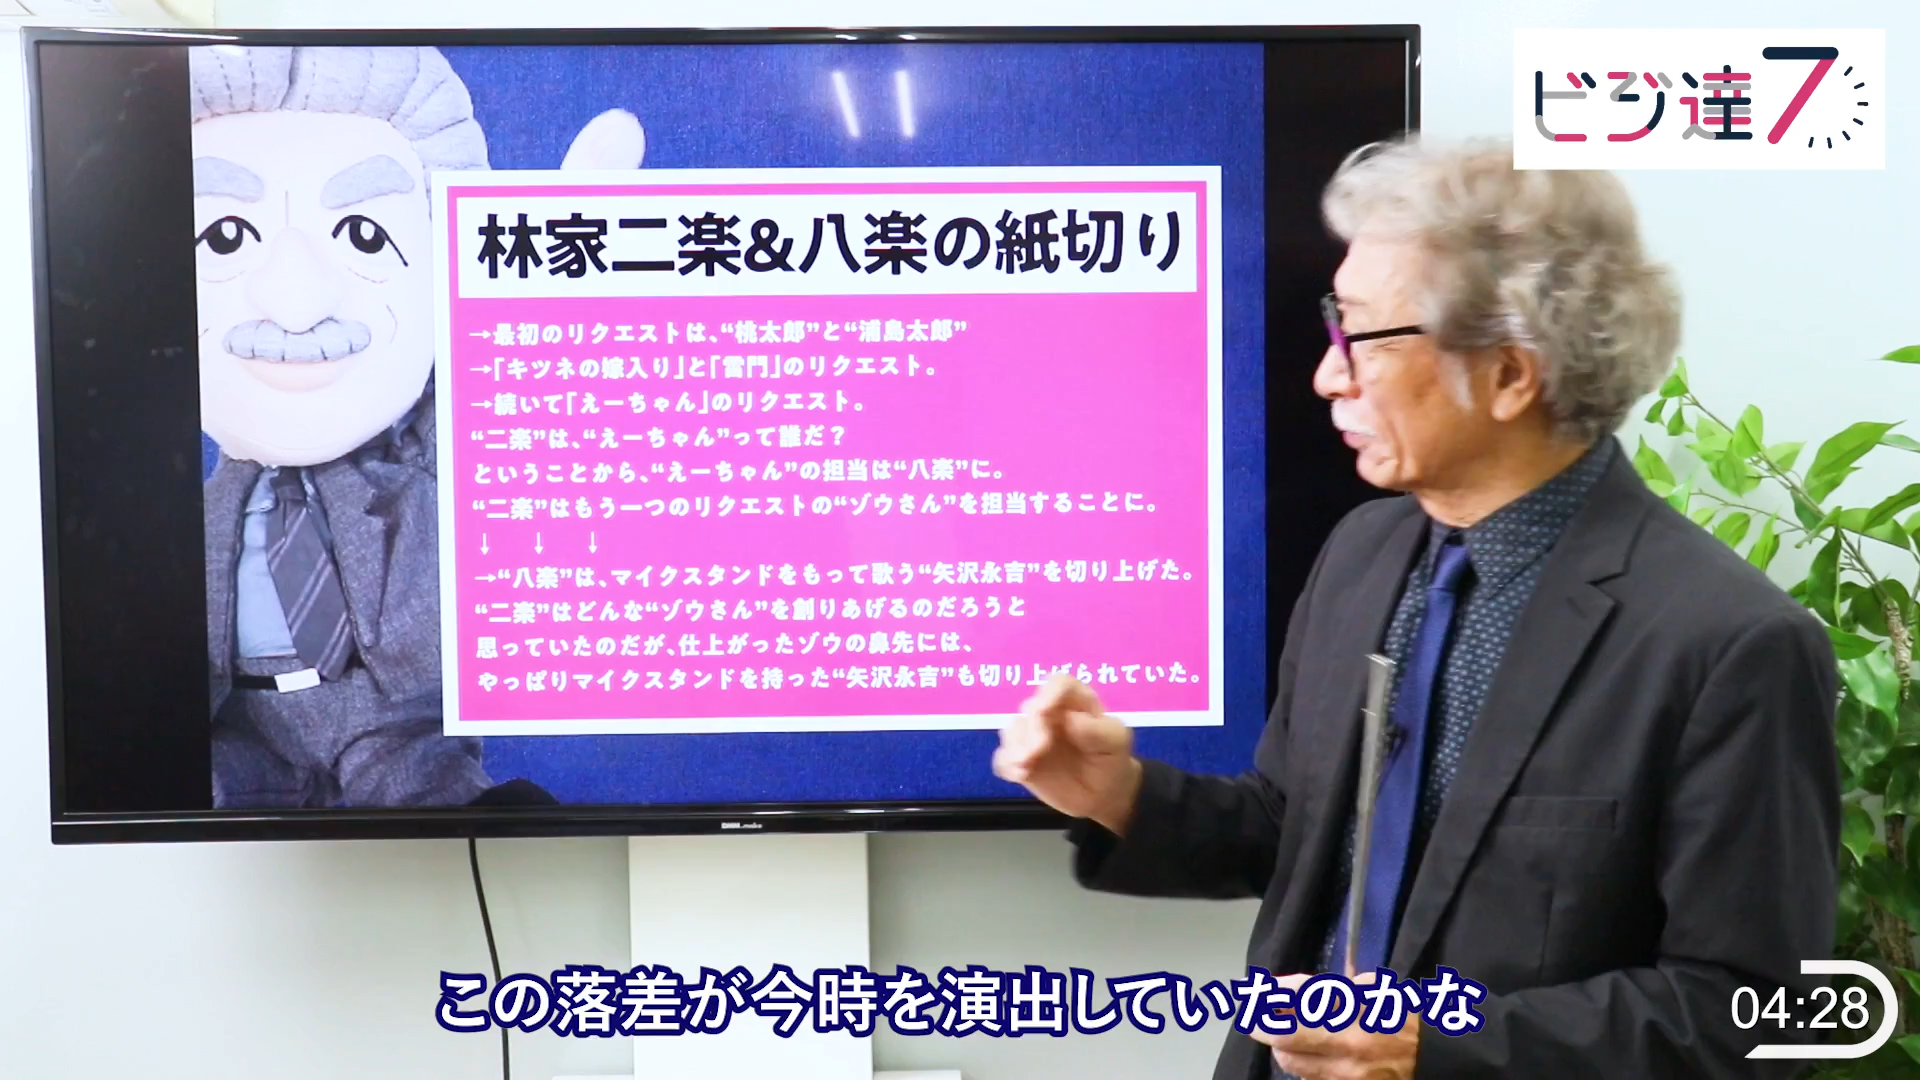 ビジ達7
林家二楽&八楽の紙切り
→最初のリクエストは、“桃太郎”と“浦島太郎”
→「キツネの嫁入り」と「雷門」のリクエスト。
→続いて「えーちゃん」のリクエスト。
“二楽”は、“えーちゃん”って誰だ？
ということから、“えーちゃん”の担当は“八楽”に。
“二楽”はもう一つのリクエストの“ゾウさん”を担当することに。
↓ ↓ ↓
→“八楽”は、マイクスタンドをもって歌う“矢沢永吉”を切り上げた。
“二楽”はどんな“ゾウさん”を創りあげるのだろうと
思っていたのだが、仕上がったゾウの鼻先には、
やっぱりマイクスタンドを持った“矢沢永吉”も切り上げられていた。
DMM.make
この落差が今時を演出していたのかな
04:28